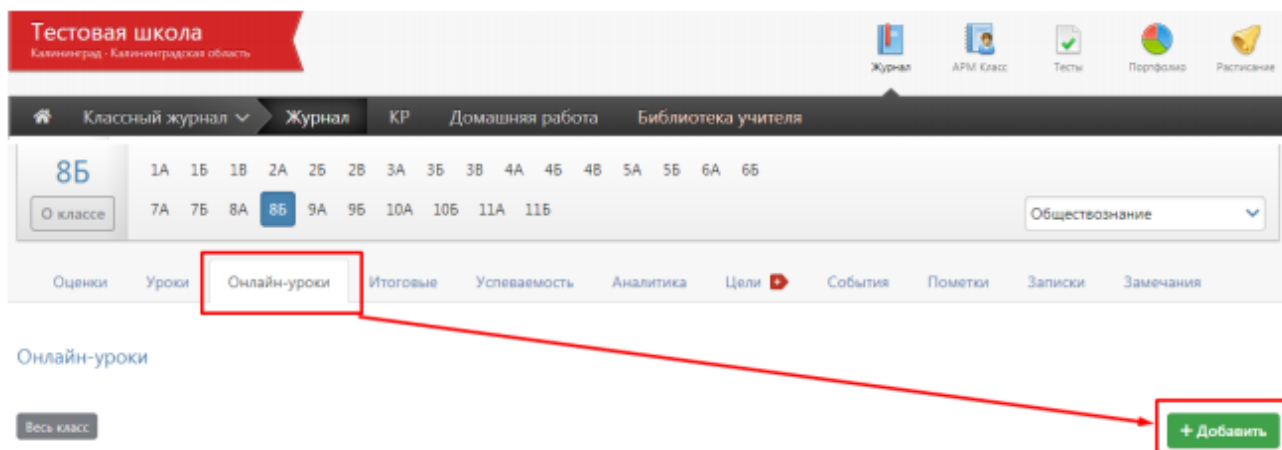 Тестовая школа
Калининград - Калининградская область
Журнал АРМ Класс Тесты Портфолио Расписание
Классный журнал Журнал КР Домашняя работа Библиотека учителя
8Б 1А 1Б 1В 2А 2Б 2В 3А 3Б 3В 4А 4Б 4В 5А 5Б 6А 6Б
О классе 7А 7Б 8А 8Б 9А 9Б 10А 10Б 11А 11Б Обществознание
Оценки Уроки Онлайн-уроки Итоговые Успеваемость Аналитика Цели События Пометки Записки Замечания
Онлайн-уроки
Весь класс + Добавить